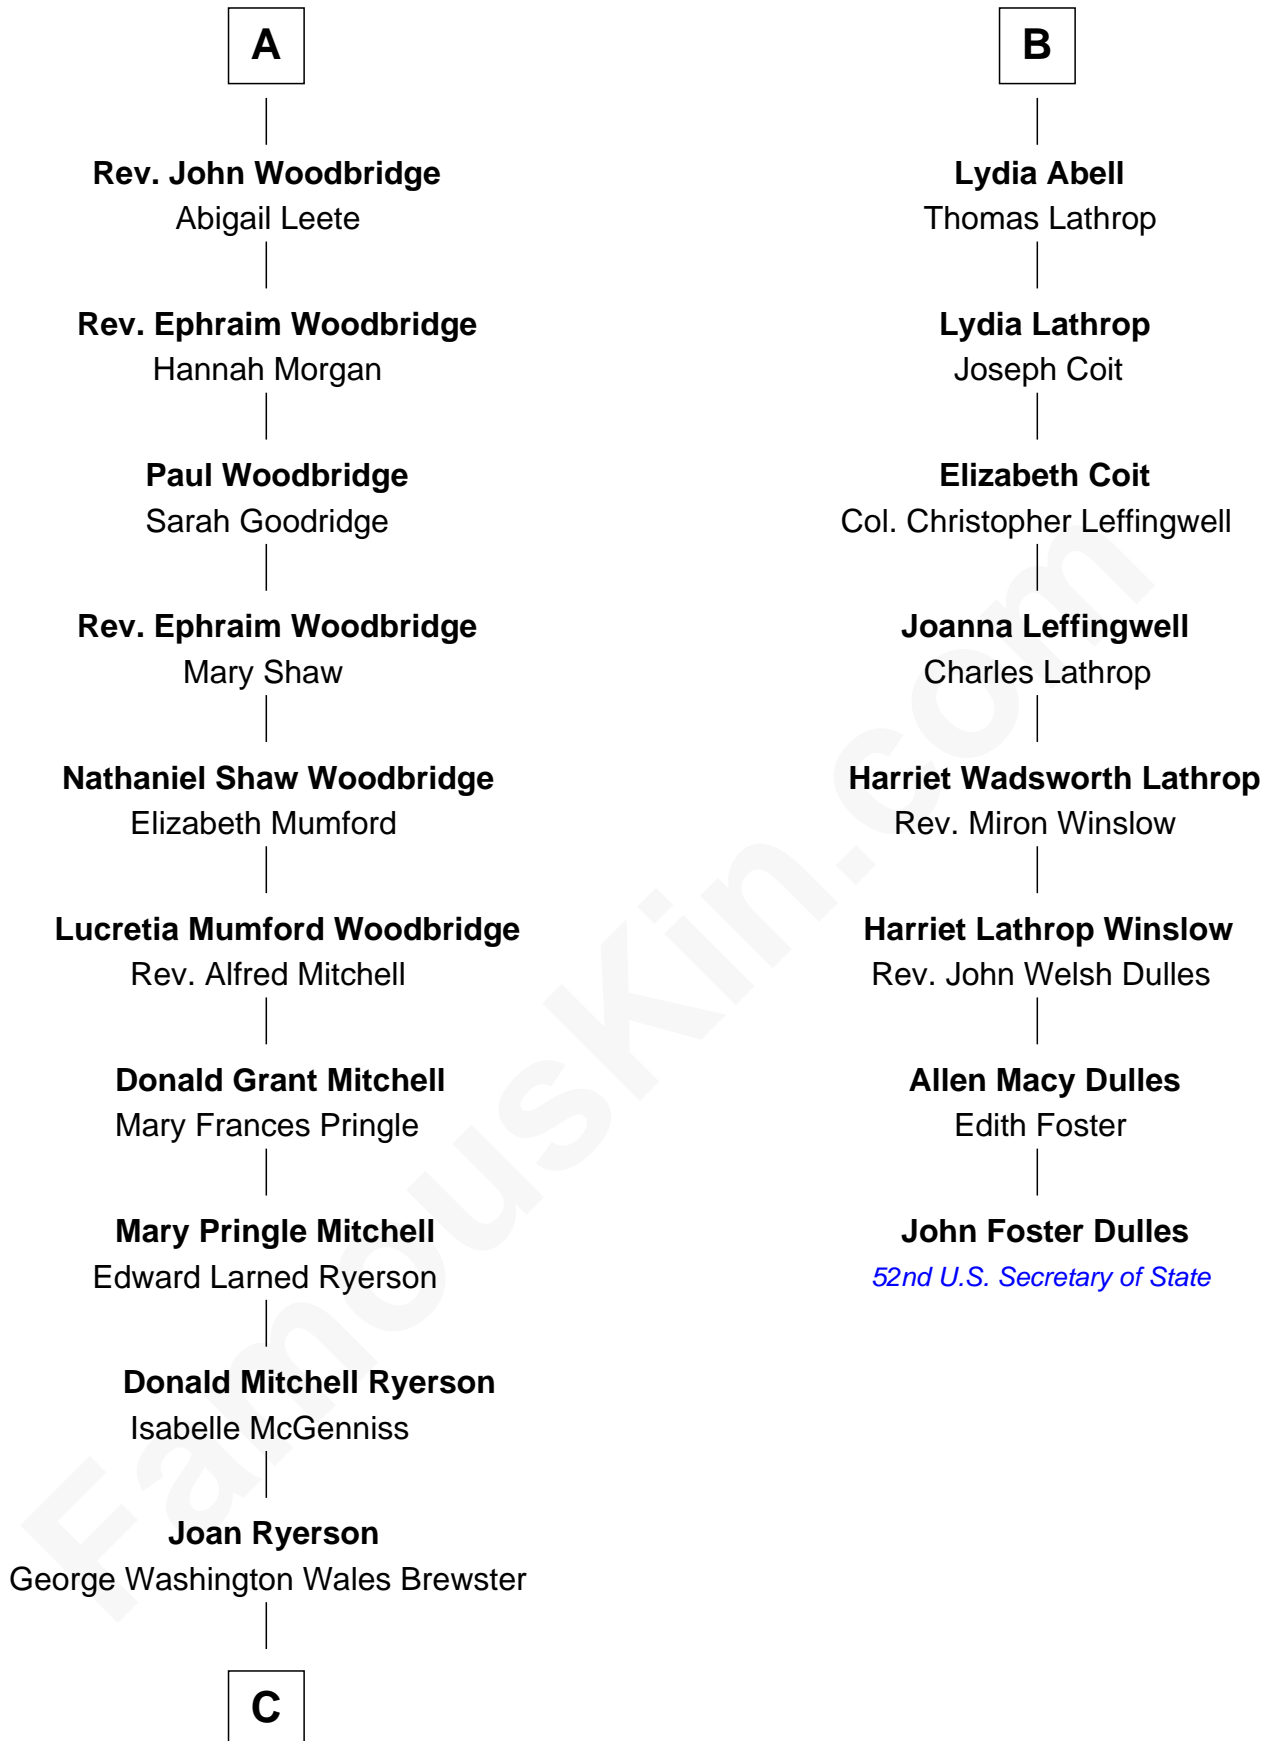 A
Rev. John Woodbridge
Abigail Leete
Rev. Ephraim Woodbridge
Hannah Morgan
Paul Woodbridge
Sarah Goodridge
Rev. Ephraim Woodbridge
Mary Shaw
Nathaniel Shaw Woodbridge
Elizabeth Mumford
Lucretia Mumford Woodbridge
Rev. Alfred Mitchell
Donald Grant Mitchell
Mary Frances Pringle
Mary Pringle Mitchell
Edward Larned Ryerson
Donald Mitchell Ryerson
Isabelle McGenniss
Joan Ryerson
George Washington Wales Brewster
C
B
Lydia Abell
Thomas Lathrop
Lydia Lathrop
Joseph Coit
Elizabeth Coit
Col. Christopher Leffingwell
Joanna Leffingwell
Charles Lathrop
Harriet Wadsworth Lathrop
Rev. Miron Winslow
Harriet Lathrop Winslow
Rev. John Welsh Dulles
Allen Macy Dulles
Edith Foster
John Foster Dulles
52nd U.S. Secretary of State
FamousKin.com